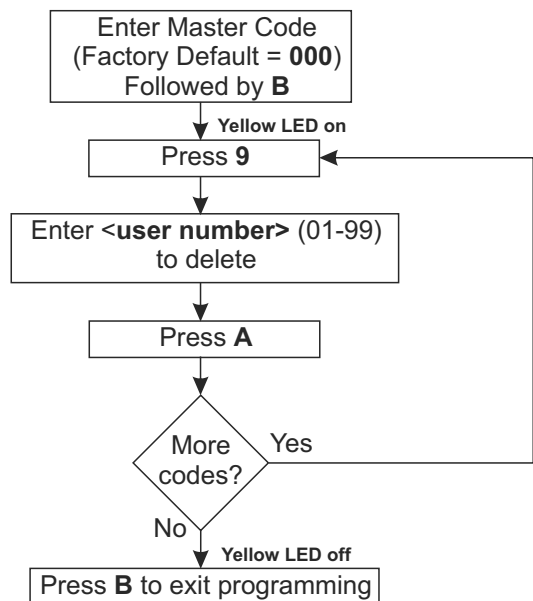 Enter Master Code
(Factory Default = 000)
Followed by B
Yellow LED on
Press 9
Enter <user number> (01-99)
to delete
Press A
More
codes?
Yes
No
Yellow LED off
Press B to exit programming